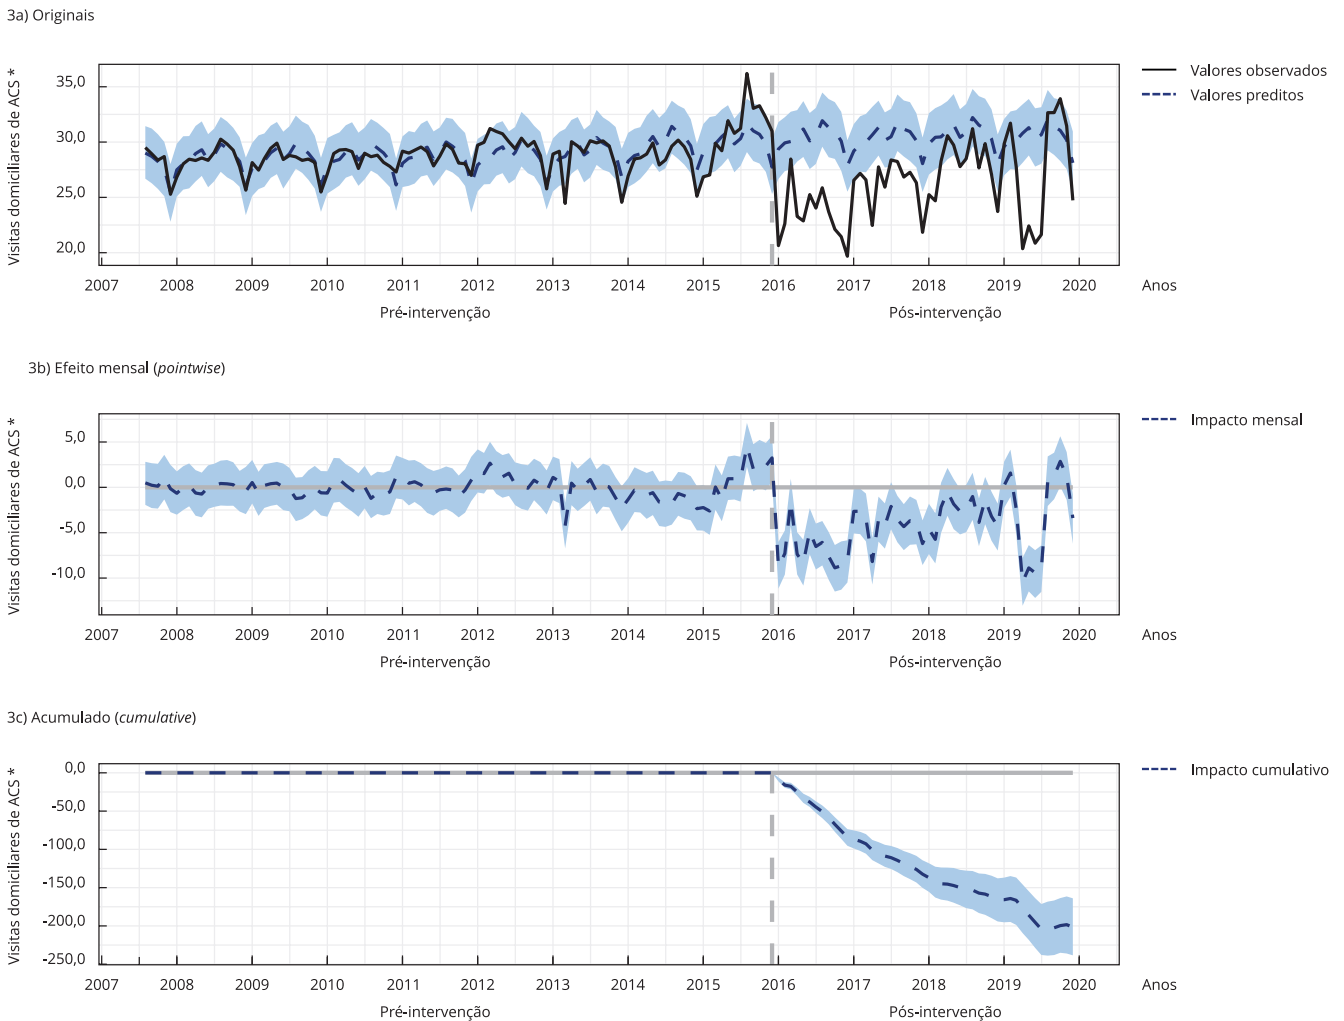 3a) Originais
Visitas domiciliares de ACS *
35,0
30,0
25,0
20,0
2007 2008 2009 2010 2011 2012 2013 2014 2015 2016 2017 2018 2019 2020 Anos
Pré-intervenção Pós-intervenção
Valores observados
Valores preditos
3b) Efeito mensal (pointwise)
Visitas domiciliares de ACS *
5,0
0,0
-5,0
-10,0
2007 2008 2009 2010 2011 2012 2013 2014 2015 2016 2017 2018 2019 2020 Anos
Pré-intervenção Pós-intervenção
Impacto mensal
3c) Acumulado (cumulative)
Visitas domiciliares de ACS *
0,0
-50,0
-100,0
-150,0
-200,0
-250,0
2007 2008 2009 2010 2011 2012 2013 2014 2015 2016 2017 2018 2019 2020 Anos
Pré-intervenção Pós-intervenção
Impacto cumulativo